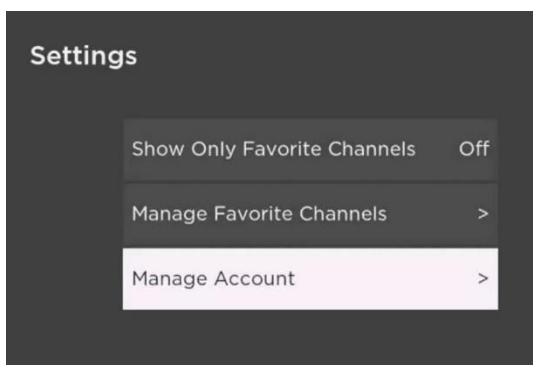 Settings
Show Only Favorite Channels Off
Manage Favorite Channels >
Manage Account >